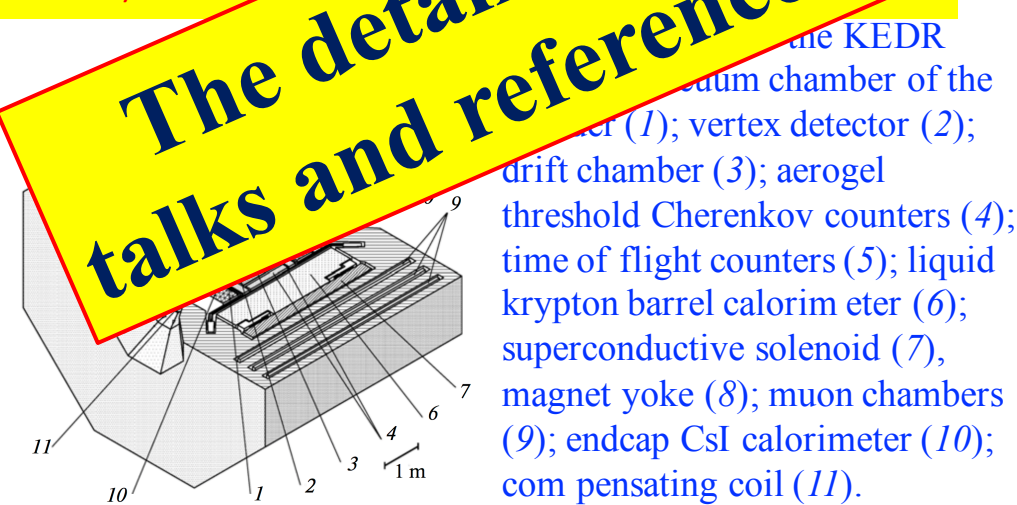 The
talks and
the KEDR
chamber of the
(1); vertex detector (2);
drift chamber (3); aerogel
threshold Cherenkov counters (4);
time of flight counters (5); liquid
krypton barrel calorim eter (6);
superconductive solenoid (7),
magnet yoke (8); muon chambers
(9); endcap CsI calorimeter (10);
com pensating coil (11).
9
7
6
4
3
2
1
10
11
1 m